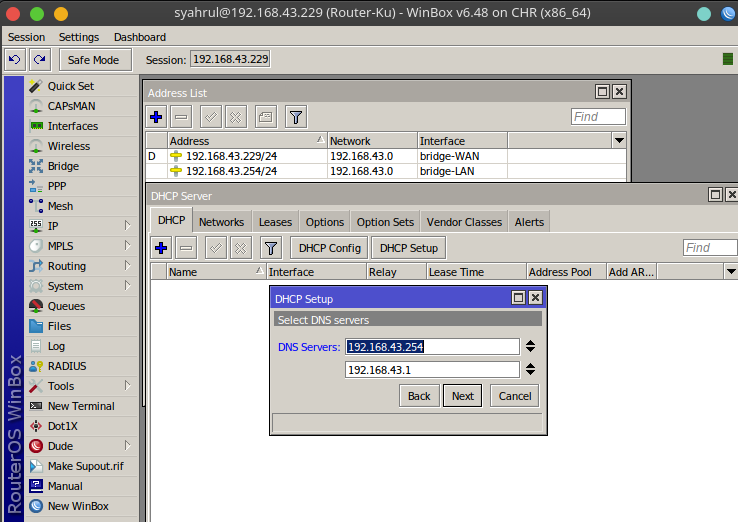 syahrul@192.168.43.229 (Router-Ku) - WinBox v6.48 on CHR (x86_64)
Session Settings Dashboard
Safe Mode Session: 192.168.43.229
Quick Set
CAPsMAN
Interfaces
Wireless
Bridge
PPP
Mesh
IP
MPLS
Routing
System
Queues
Files
Log
RADIUS
Tools
New Terminal
Dot1X
Dude
Make Supout.rif
Manual
New WinBox
RouterOS WinBox
Address List
Find
Address Network Interface
D 192.168.43.229/24 192.168.43.0 bridge-WAN
192.168.43.254/24 192.168.43.0 bridge-LAN
DHCP Server
DHCP Networks Leases Options Option Sets Vendor Classes Alerts
DHCP Config DHCP Setup Find
Name Interface Relay Lease Time Address Pool Add AR...
DHCP Setup
Select DNS servers
DNS Servers: 192.168.43.254
192.168.43.1
Back Next Cancel